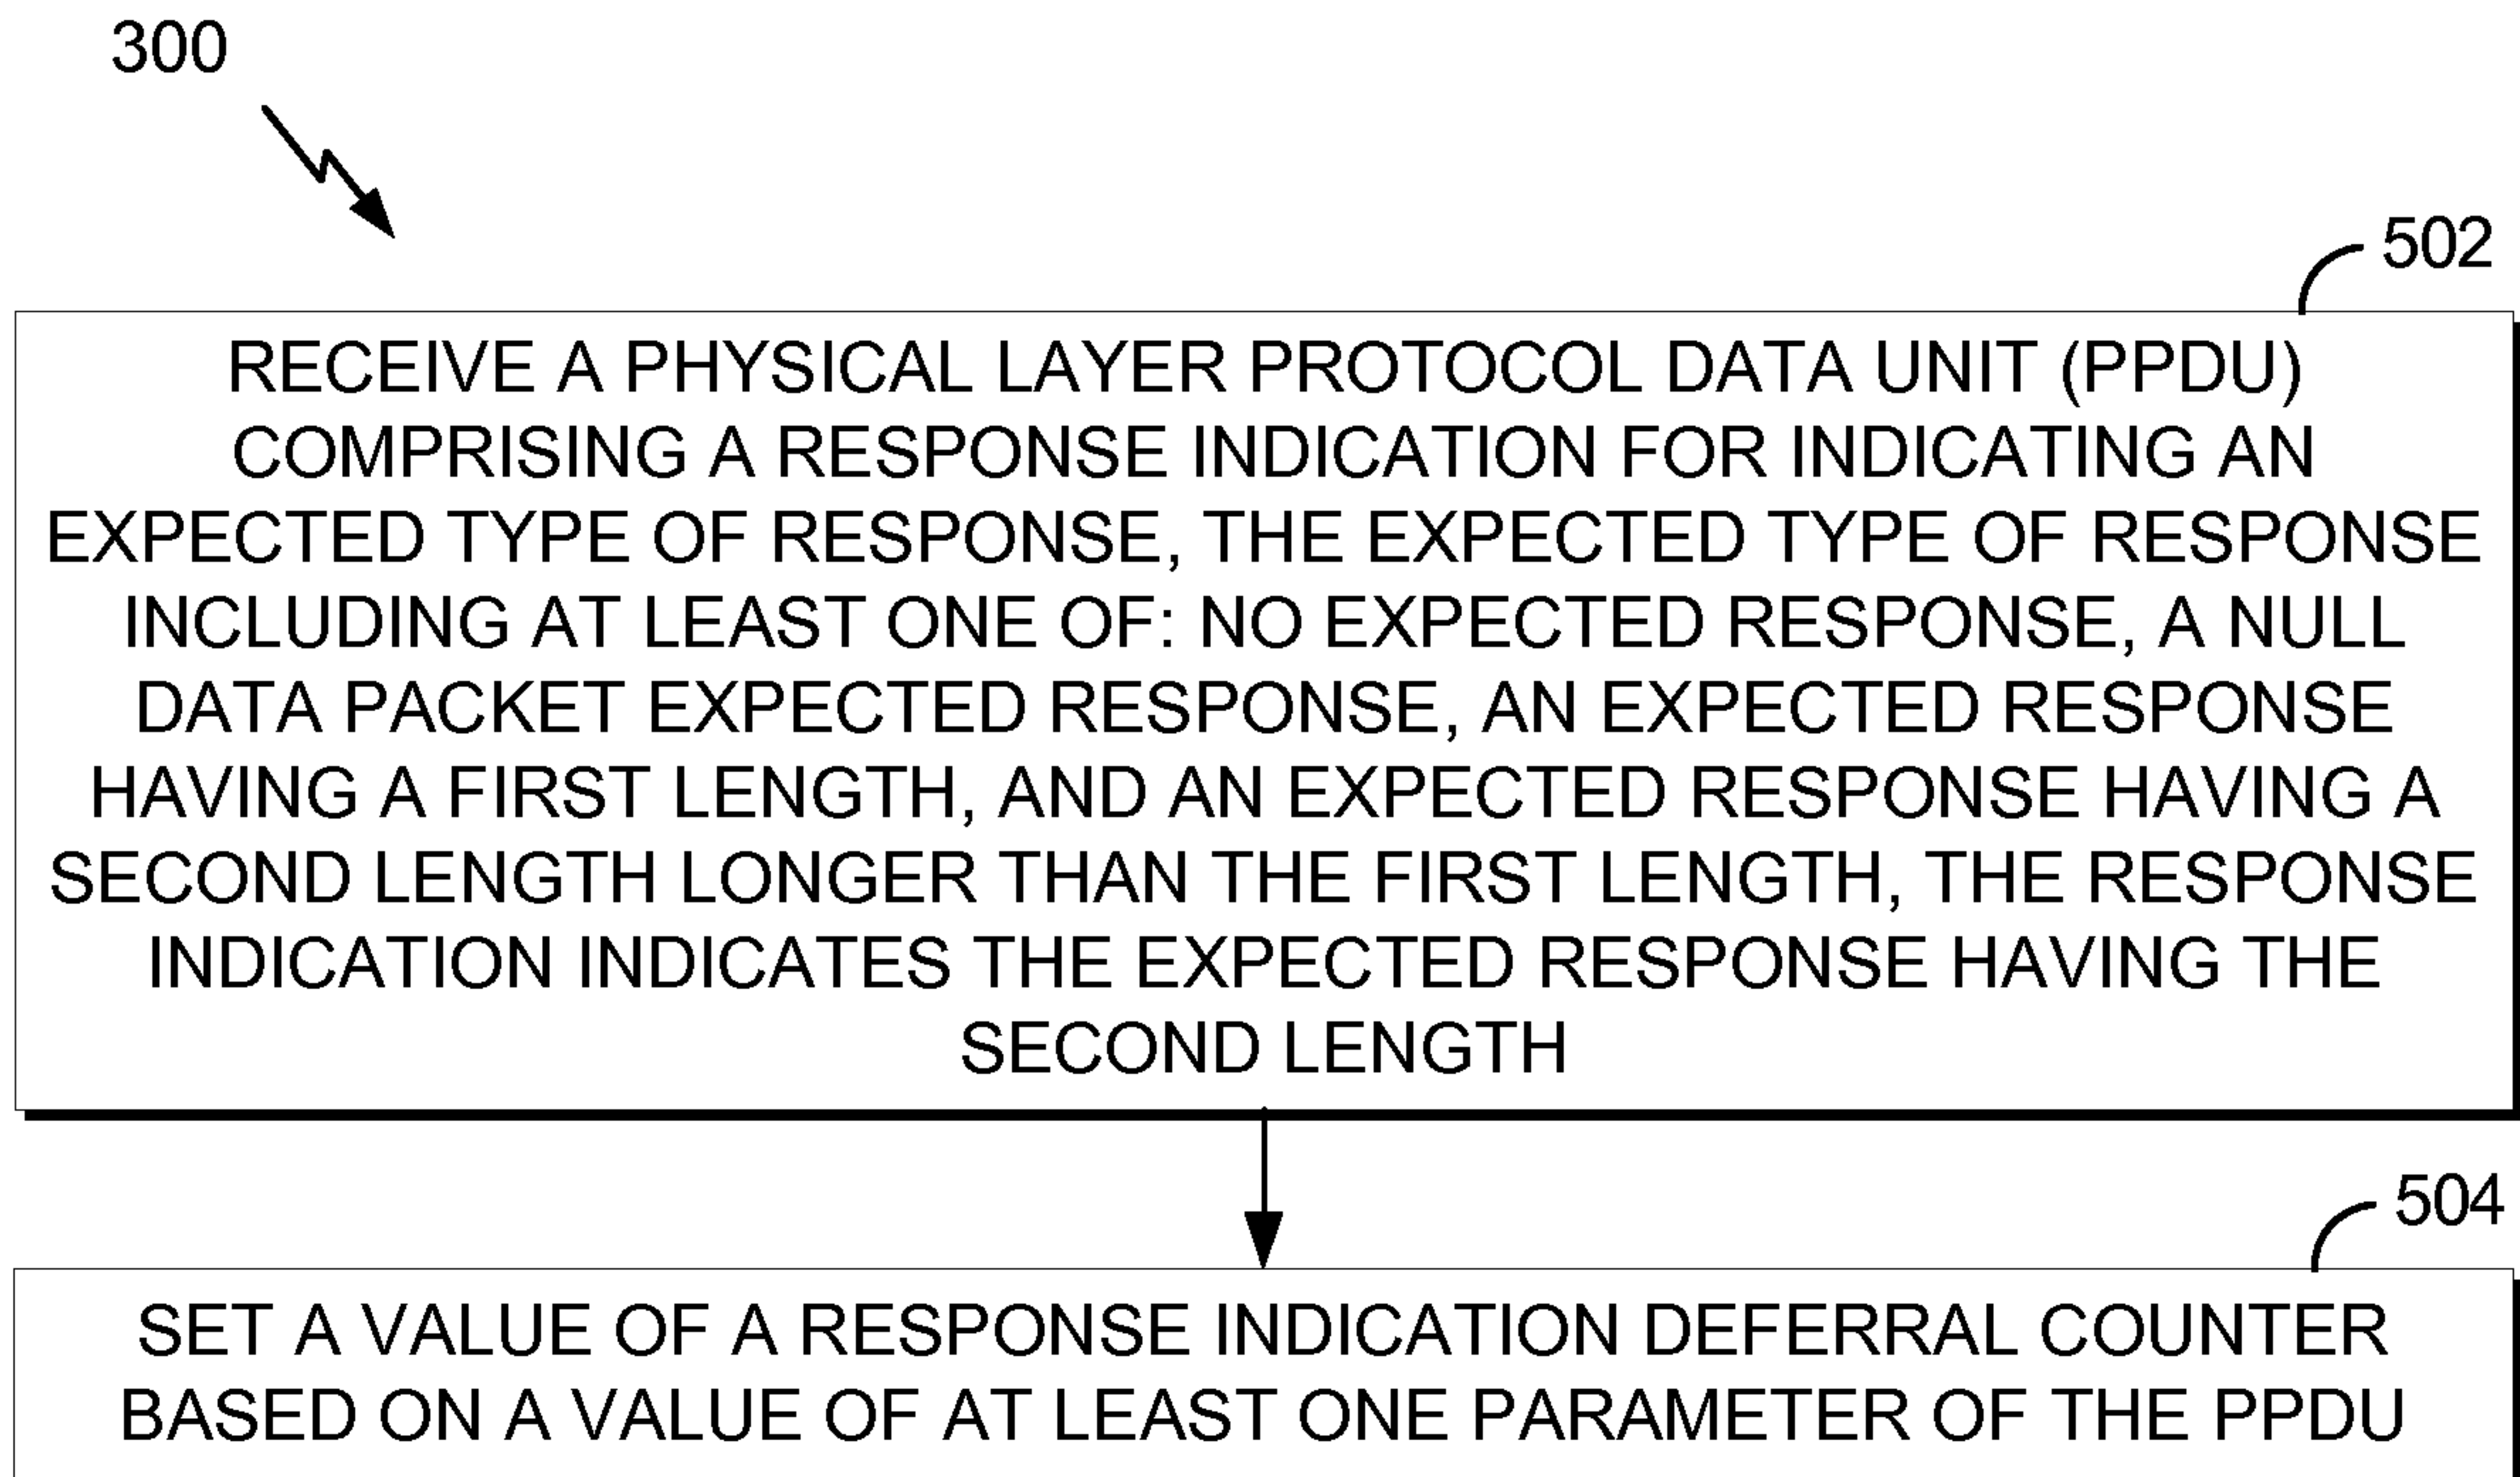 300
502
RECEIVE A PHYSICAL LAYER PROTOCOL DATA UNIT (PPDU)
COMPRISING A RESPONSE INDICATION FOR INDICATING AN
EXPECTED TYPE OF RESPONSE, THE EXPECTED TYPE OF RESPONSE
INCLUDING AT LEAST ONE OF: NO EXPECTED RESPONSE, A NULL
DATA PACKET EXPECTED RESPONSE, AN EXPECTED RESPONSE
HAVING A FIRST LENGTH, AND AN EXPECTED RESPONSE HAVING A
SECOND LENGTH LONGER THAN THE FIRST LENGTH, THE RESPONSE
INDICATION INDICATES THE EXPECTED RESPONSE HAVING THE
SECOND LENGTH
504
SET A VALUE OF A RESPONSE INDICATION DEFERRAL COUNTER
BASED ON A VALUE OF AT LEAST ONE PARAMETER OF THE PPDU